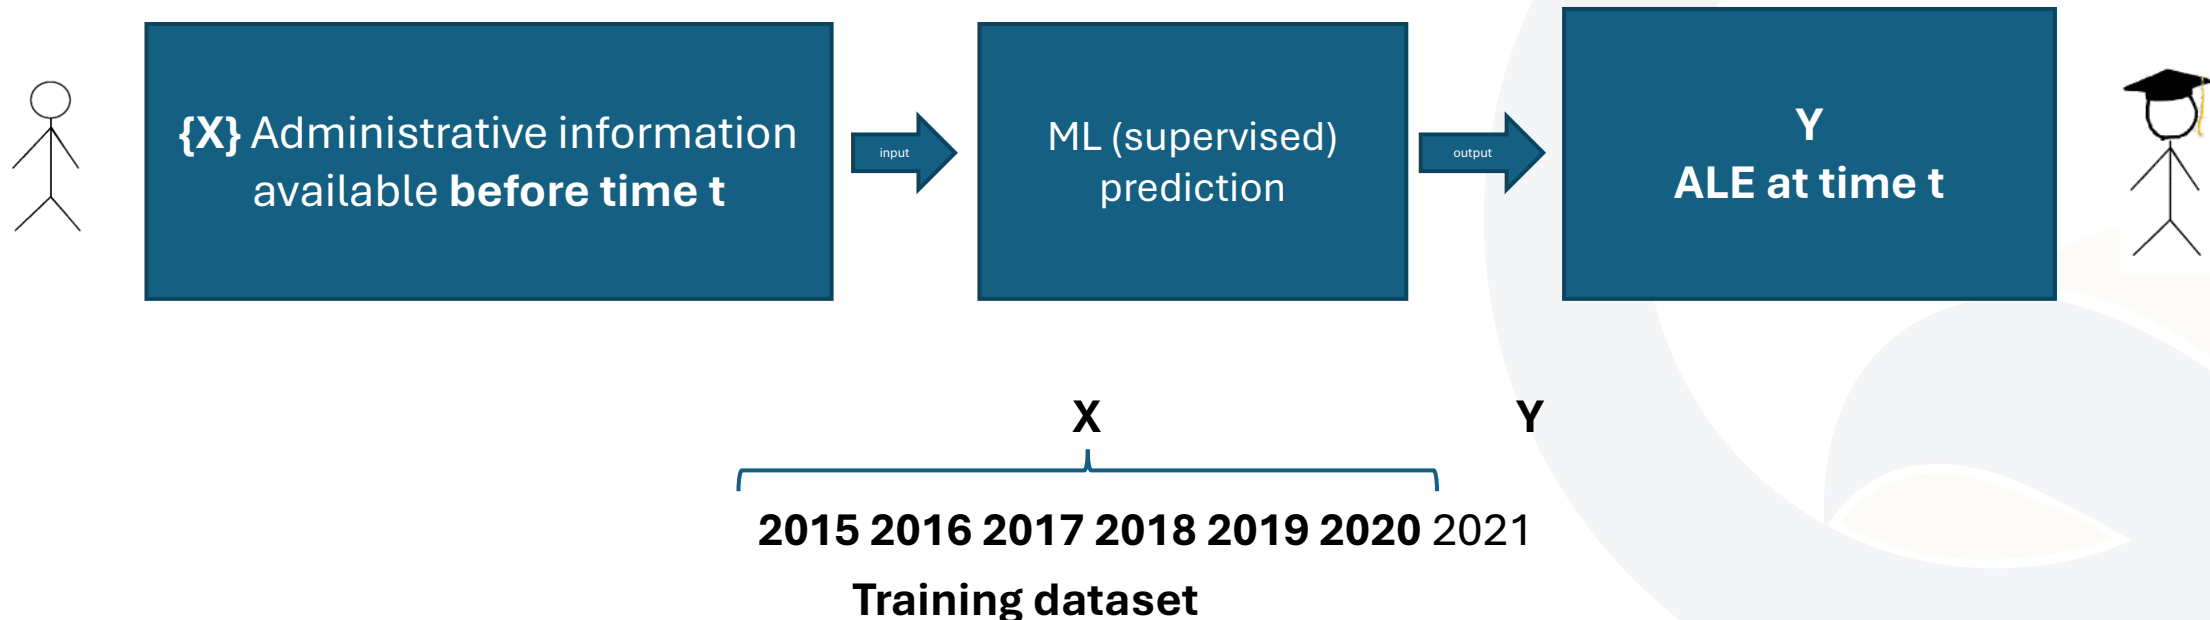 {X} Administrative information
available before time t
input
ML (supervised)
prediction
output
Y
ALE at time t
X
Y
2015 2016 2017 2018 2019 2020 2021
Training dataset